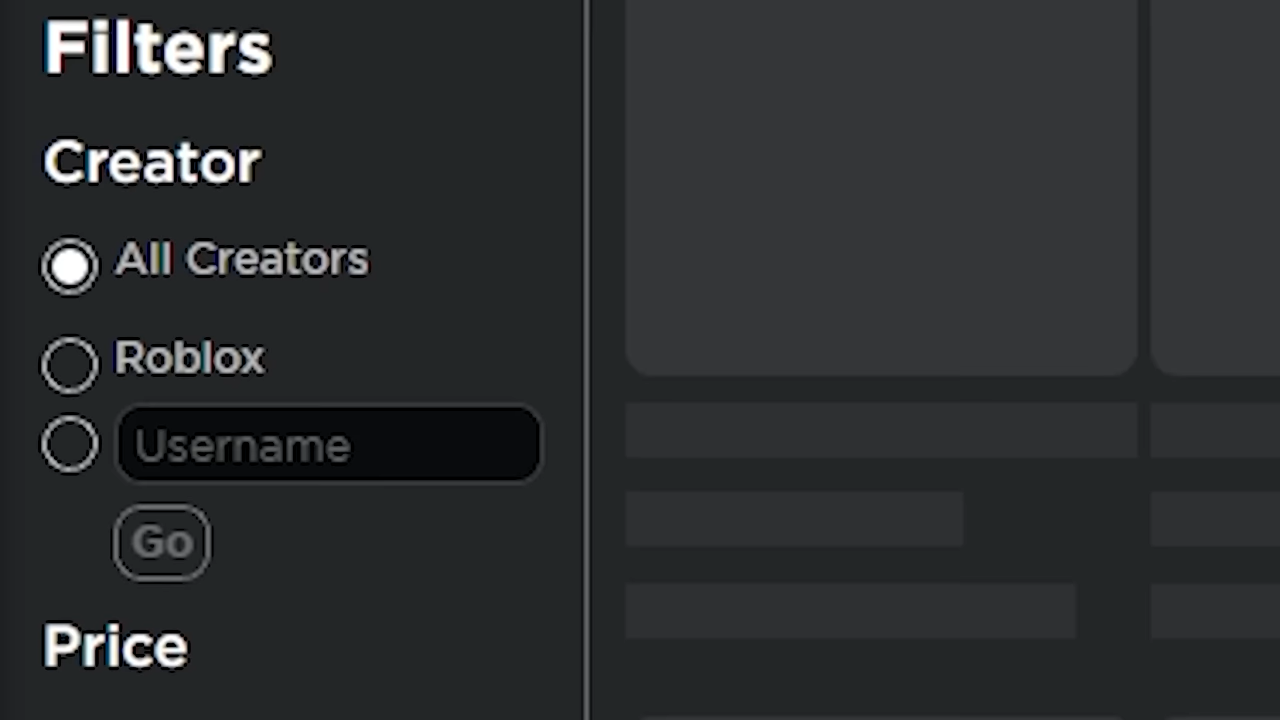 Filters
Creator
All Creators
Roblox
Username
Go
Price